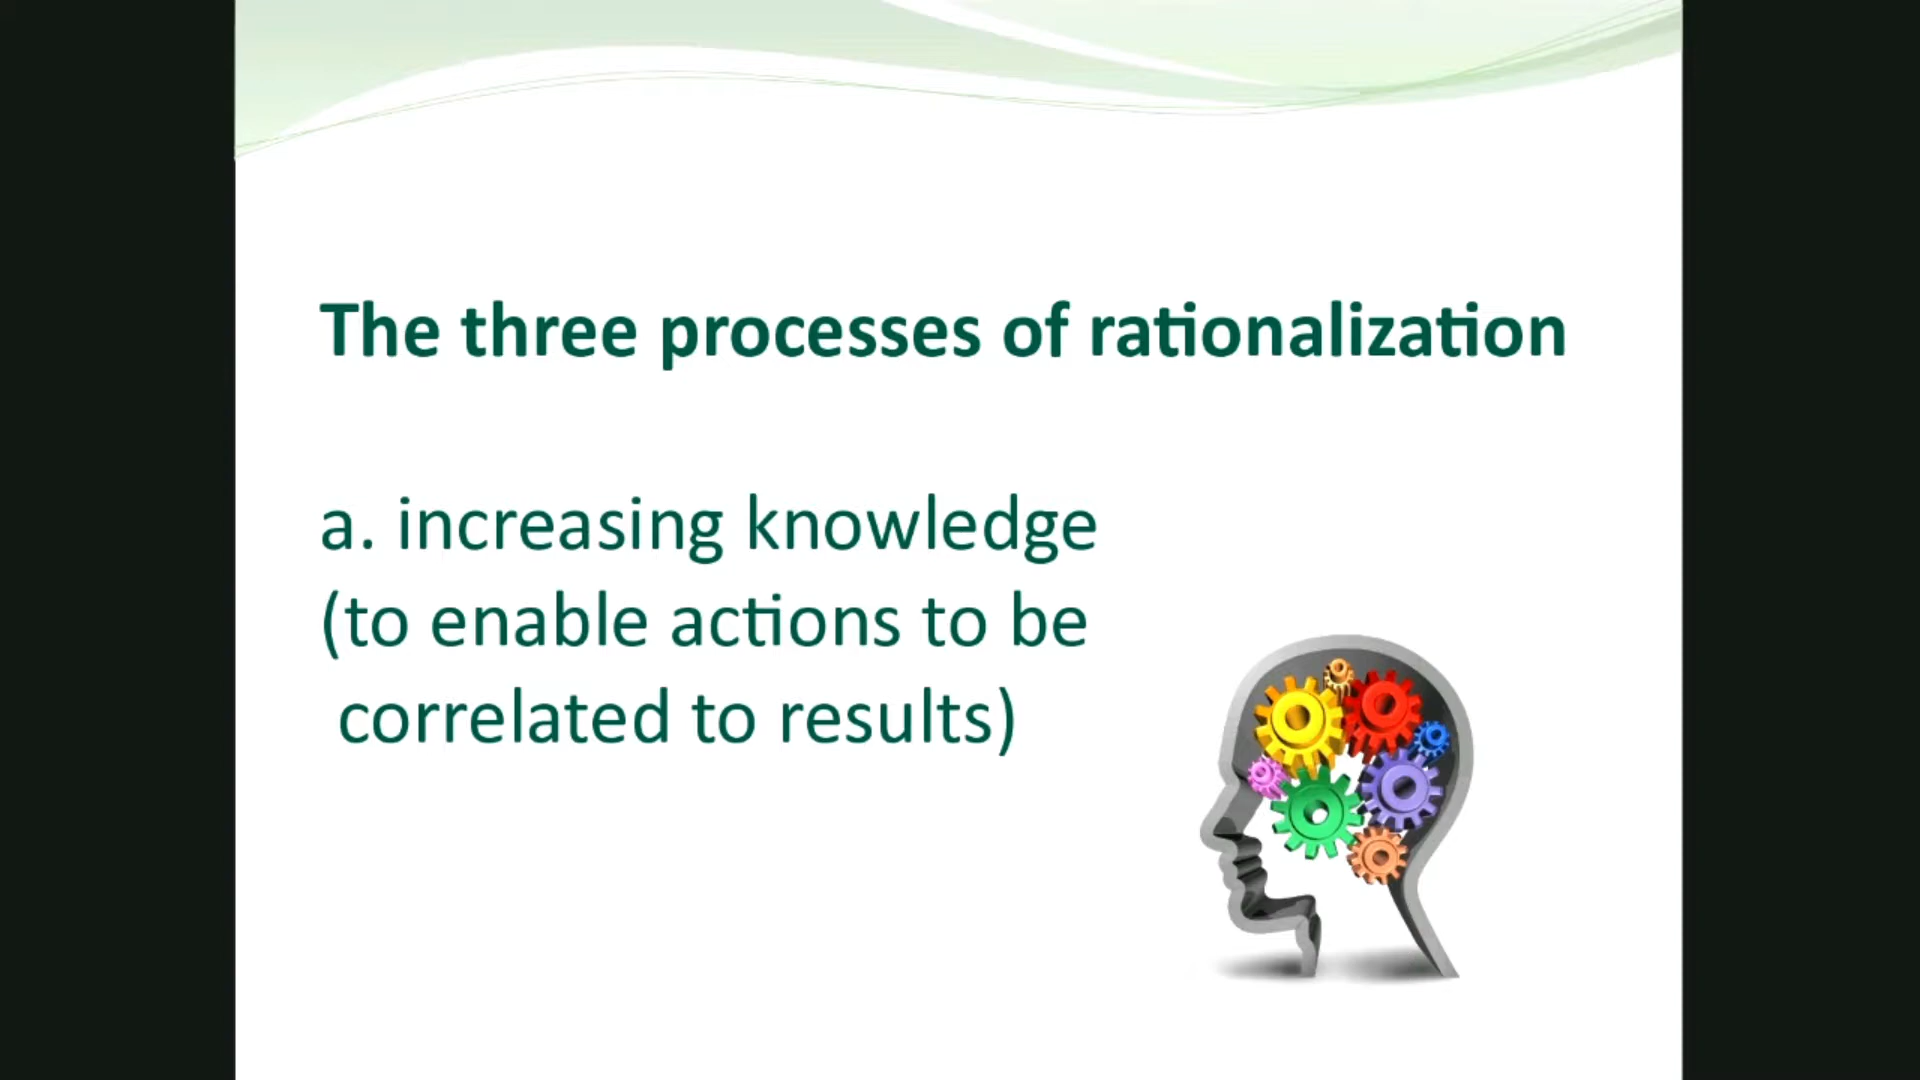 The three processes of rationalization
a. increasing knowledge
(to enable actions to be
correlated to results)